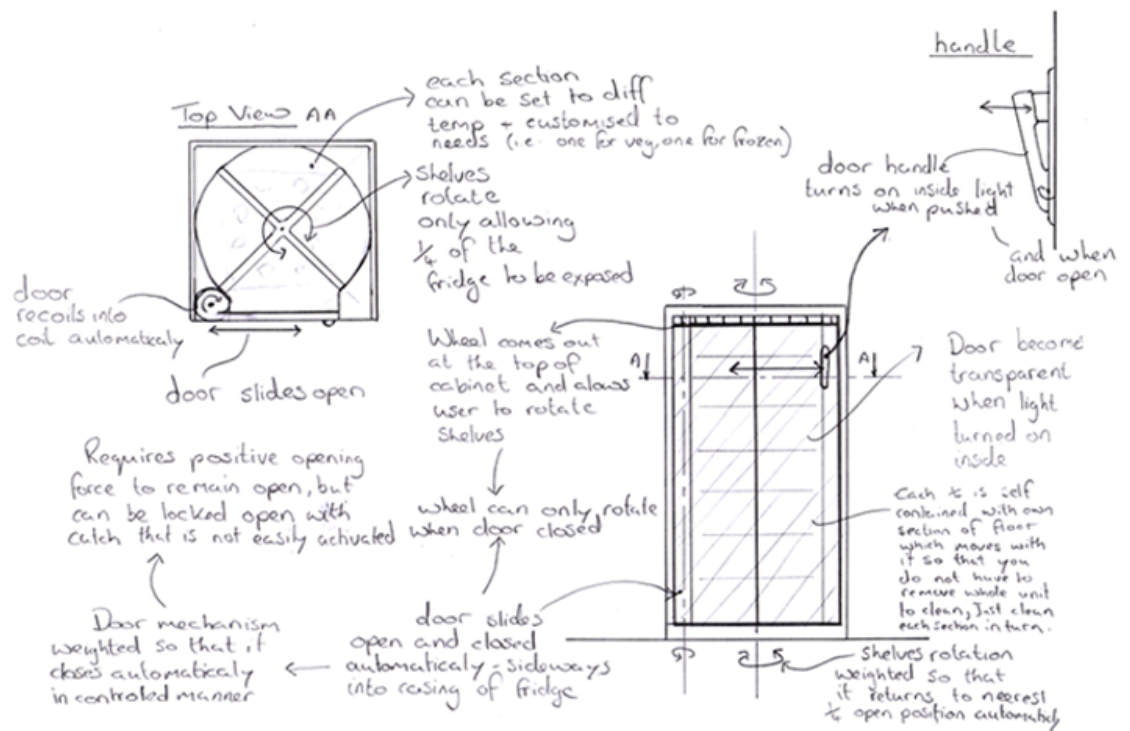 Top View AA
each section
can be set to diff
temp + customised to
needs (i.e. one for veg, one for frozen)
shelves
rotate
only allowing
1/4 of the
fridge to be exposed
door
recoils into
coil automaticaly
door slides open
handle
door handle
turns on inside light
when pushed
and when
door open
Wheel comes out
at the top of
cabinet and alows
user to rotate
shelves
A
A
Door become
transparent
when light
turned on
inside
Requires positive opening
force to remain open, but
can be locked open with
catch that is not easily activated
wheel can only rotate
when door closed
Each 1/4 is self
contained with own
section of floor
which moves with
it so that you
do not have to
remove whole unit
to clean, Just clean
each section in turn.
Door mechanism
weighted so that it
closes automaticaly
in controled manner
door slides
open and closed
automaticaly - sideways
into casing of fridge
shelves rotation
weighted so that
it returns to neerest
1/4 open position automaticly